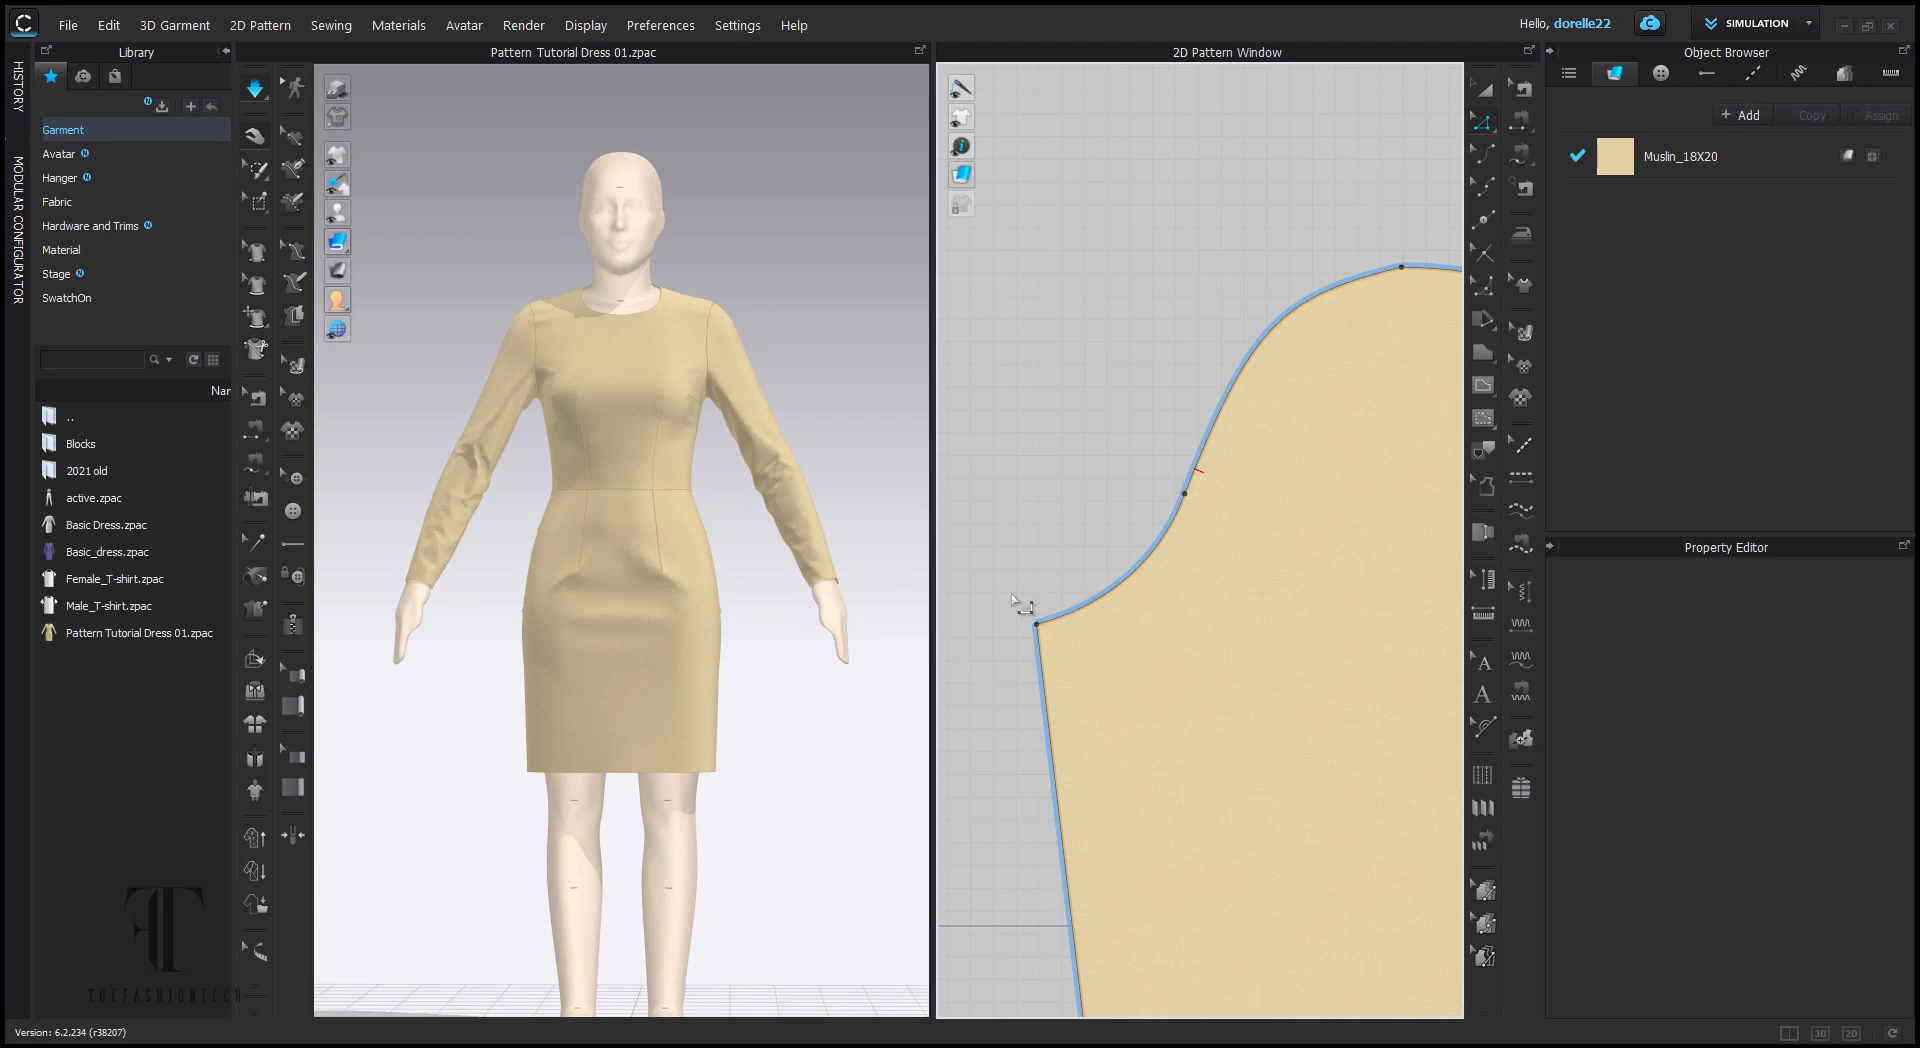 File Edit 3D Garment 2D Pattern Sewing Materials Avatar Render Display Preferences Settings Help
Hello, dorelle22
SIMULATION
Library
Pattern Tutorial Dress 01.zpac
2D Pattern Window
Object Browser
HISTORY
MODULAR CONFIGURATOR
Garment
Avatar
Hanger
Fabric
Hardware and Trims
Material
Stage
SwatchOn
Nar
..
Blocks
2021 old
active.zpac
Basic Dress.zpac
Basic_dress.zpac
Female_T-shirt.zpac
Male_T-shirt.zpac
Pattern Tutorial Dress 01.zpac
+ Add Copy Assign
Muslin_18X20
Property Editor
THEFASHIONTECH
Version: 6.2.234 (r38207)
3D 2D